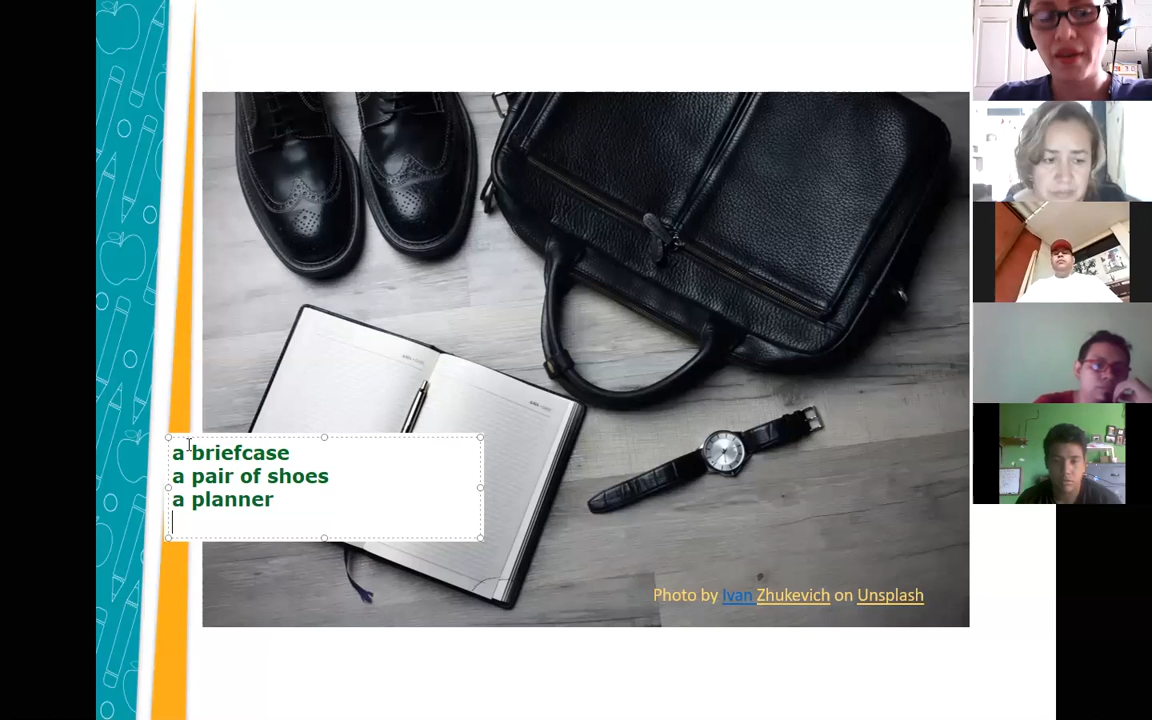 a briefcase
a pair of shoes
a planner
Photo by Ivan Zhukevich on Unsplash